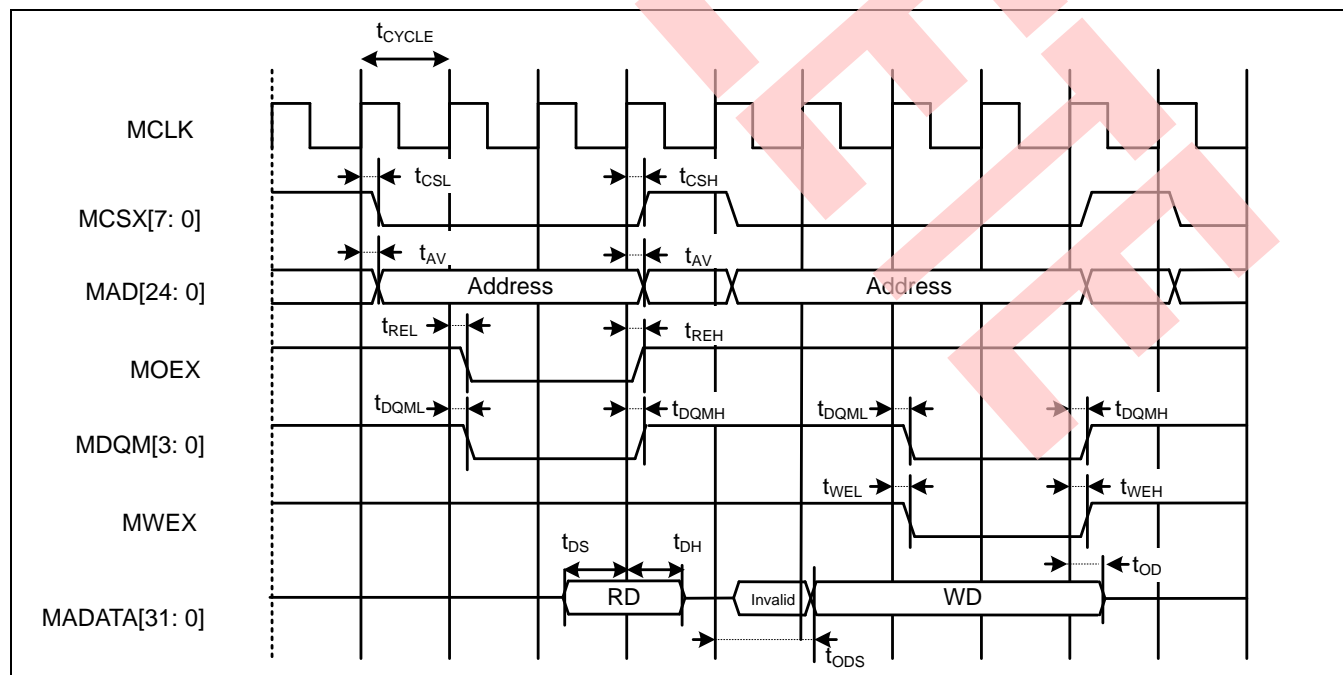 tCYCLE
MCLK
tCSL tCSH
MCSX[7: 0]
tAV tAV
MAD[24: 0] Address Address
tREL tREH
MOEX
tDQML tDQMH tDQML tDQMH
MDQM[3: 0]
tWEL tWEH
MWEX
tDS tDH tOD
MADATA[31: 0] RD Invalid WD
tODS